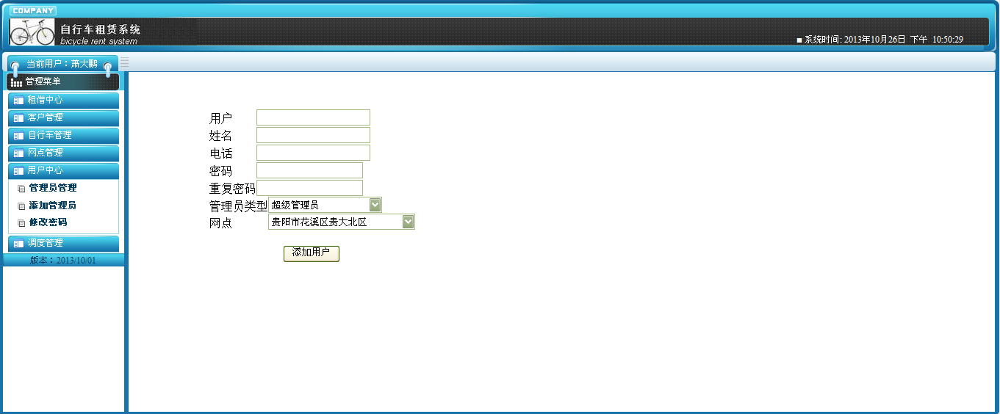 COMPANY
自行车租赁系统
bicycle rent system
■ 系统时间: 2013年10月26日 下午 10:50:29
当前用户：萧大鹏
管理菜单
租借中心
客户管理
自行车管理
网点管理
用户中心
管理员管理
添加管理员
修改密码
调度管理
版本：2013/10/01
用户
姓名
电话
密码
重复密码
管理员类型 超级管理员
网点 贵阳市花溪区贵大北区
添加用户